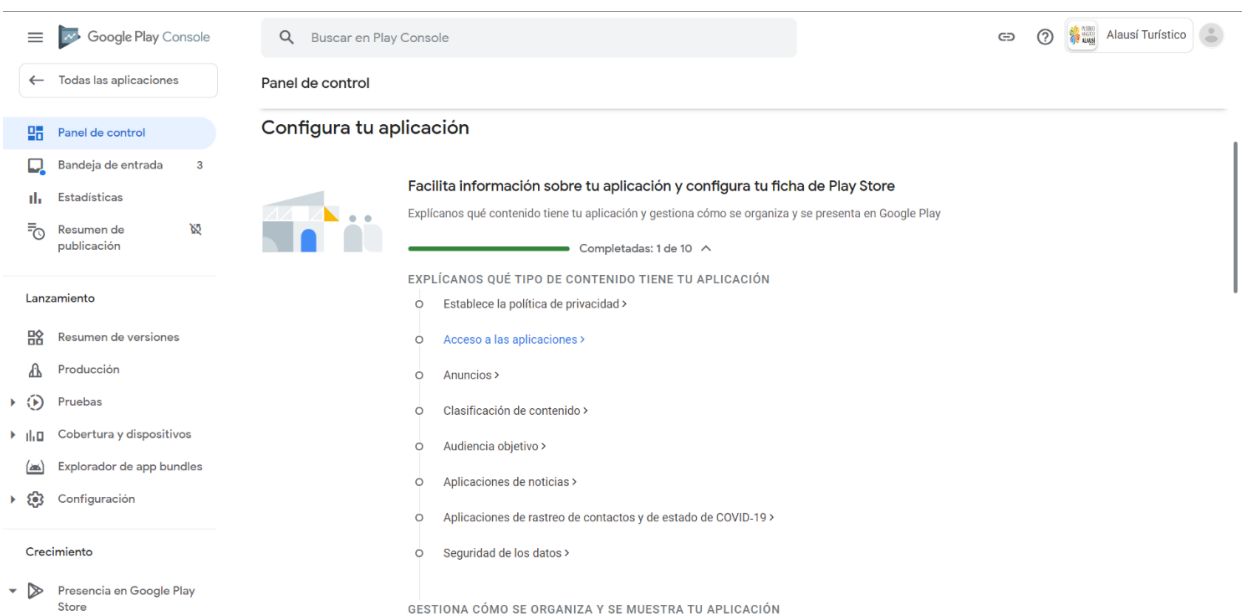 Google Play Console
Buscar en Play Console
Alausí Turístico
Todas las aplicaciones
Panel de control
Panel de control
Bandeja de entrada 3
Estadísticas
Resumen de
publicación
Lanzamiento
Resumen de versiones
Producción
Pruebas
Cobertura y dispositivos
Explorador de app bundles
Configuración
Crecimiento
Presencia en Google Play
Store
Configura tu aplicación
Facilita información sobre tu aplicación y configura tu ficha de Play Store
Explícanos qué contenido tiene tu aplicación y gestiona cómo se organiza y se presenta en Google Play
Completadas: 1 de 10
EXPLÍCANOS QUÉ TIPO DE CONTENIDO TIENE TU APLICACIÓN
Establece la política de privacidad >
Acceso a las aplicaciones >
Anuncios >
Clasificación de contenido >
Audiencia objetivo >
Aplicaciones de noticias >
Aplicaciones de rastreo de contactos y de estado de COVID-19 >
Seguridad de los datos >
GESTIONA CÓMO SE ORGANIZA Y SE MUESTRA TU APLICACIÓN